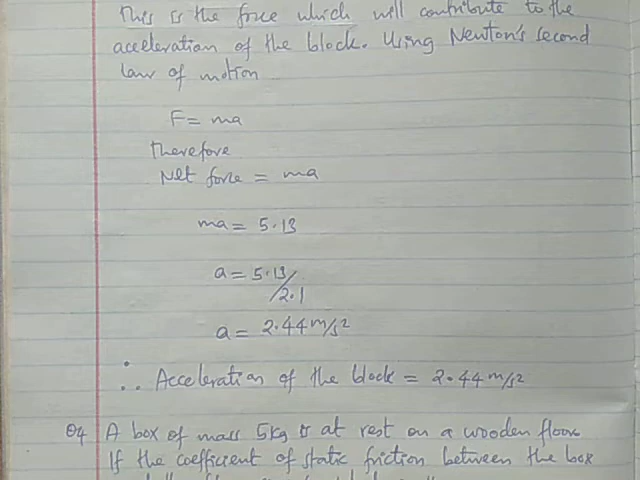 This is the force which will contribute to the
acceleration of the block. Using Newton's second
law of motion
F = ma
therefore
Net force = ma
ma = 5.13
a = 5.13/2.1
a = 2.44 m/s²
∴ Acceleration of the block = 2.44 m/s²
Q4 A box of mass 5kg is at rest on a wooden floor.
If the coefficient of static friction between the box